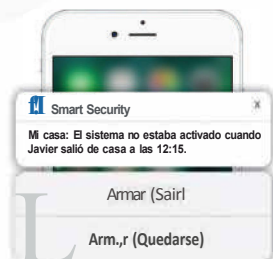 Smart Security
x
Mi casa: El sistema no estaba activado cuando
Javier salió de casa a las 12:15.
Armar (Sairl
Arm.,r (Quedarse)